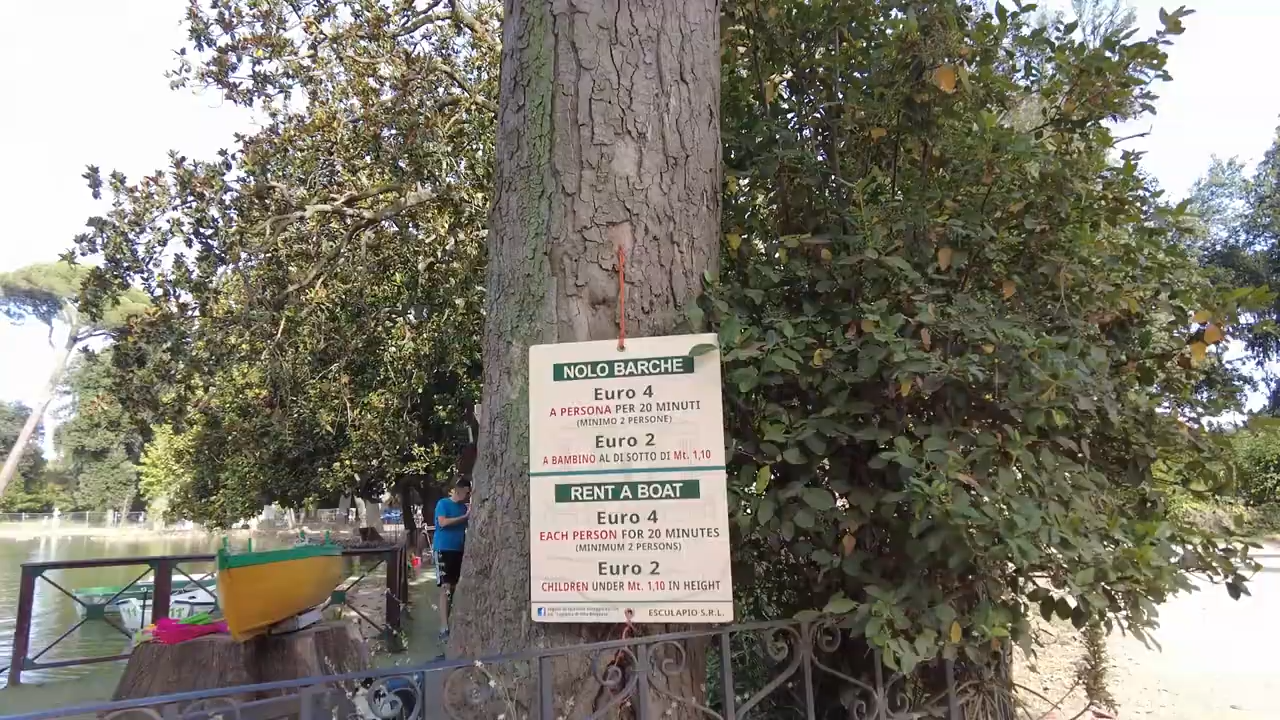 NOLO BARCHE
Euro 4
A PERSONA PER 20 MINUTI
(MINIMO 2 PERSONE)
Euro 2
A BAMBINO AL DI SOTTO DI Mt. 1,10
RENT A BOAT
Euro 4
EACH PERSON FOR 20 MINUTES
(MINIMUM 2 PERSONS)
Euro 2
CHILDREN UNDER Mt. 1,10 IN HEIGHT
ESCULAPIO S.R.L.